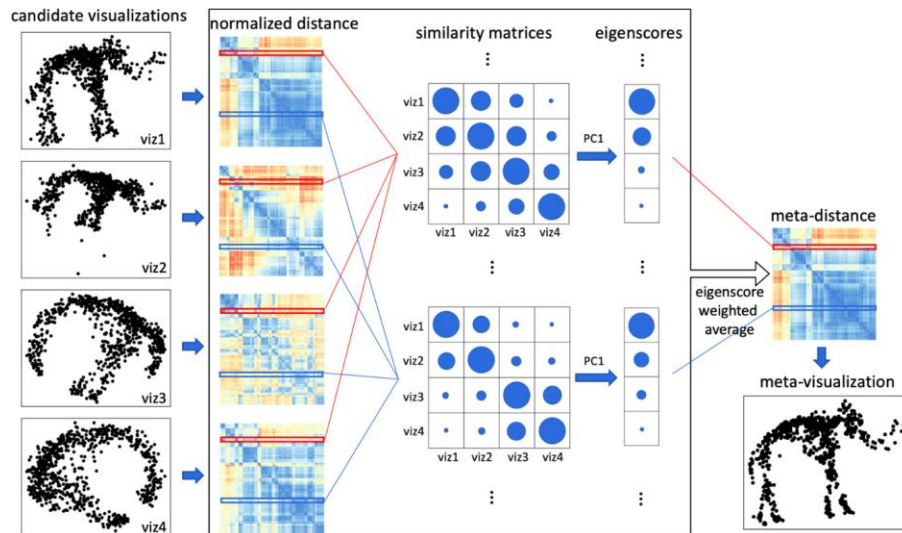 candidate visualizations
normalized distance
similarity matrices
eigenscores
viz1
viz2
viz3
viz4
viz1
viz2
viz3
viz4
viz1 viz2 viz3 viz4
PC1
viz1
viz2
viz3
viz4
viz1 viz2 viz3 viz4
PC1
meta-distance
eigenscore
weighted
average
meta-visualization